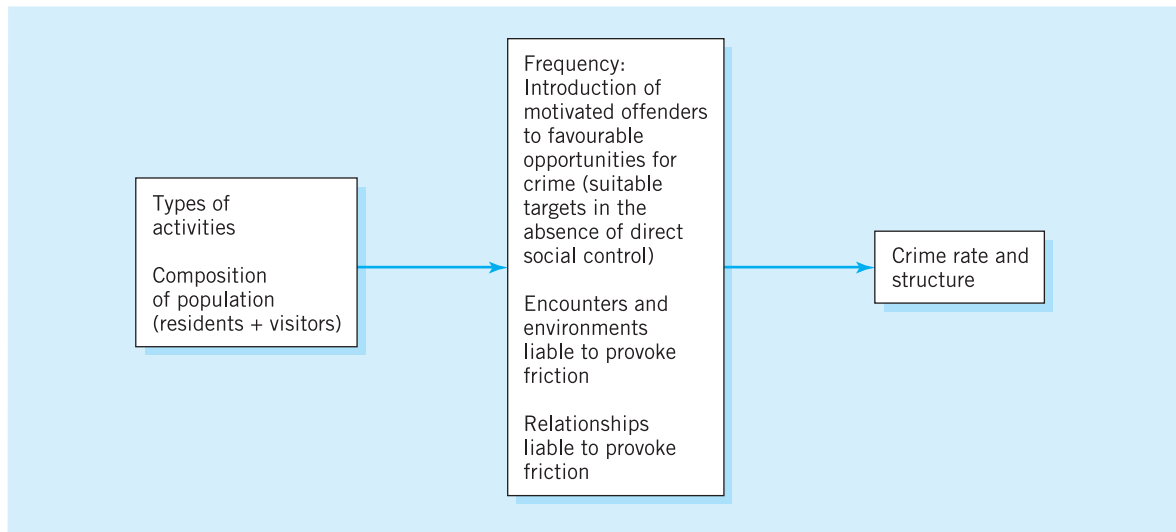 Types of
activities
Composition
of population
(residents + visitors)
Frequency:
Introduction of
motivated offenders
to favourable
opportunities for
crime (suitable
targets in the
absence of direct
social control)
Encounters and
environments
liable to provoke
friction
Relationships
liable to provoke
friction
Crime rate and
structure